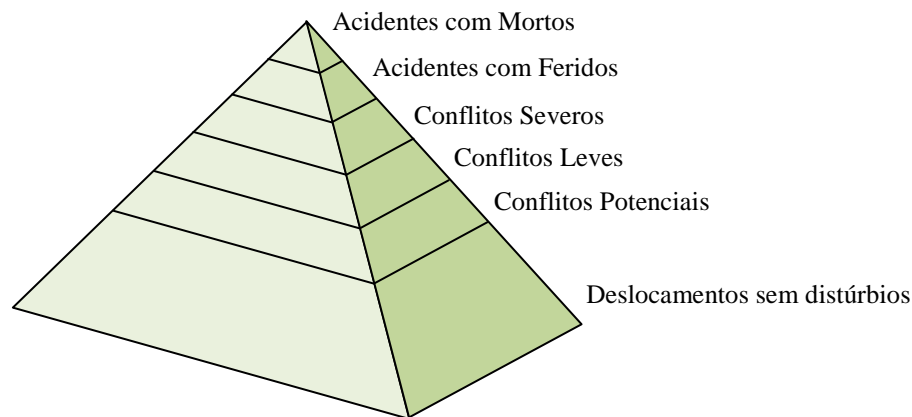 Acidentes com Mortos
Acidentes com Feridos
Conflitos Severos
Conflitos Leves
Conflitos Potenciais
Deslocamentos sem distúrbios